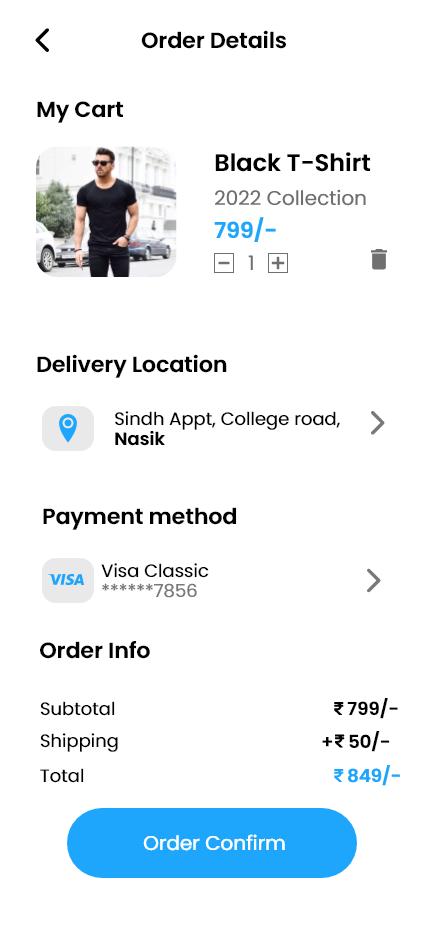 Order Details
My Cart
Black T-Shirt
2022 Collection
799/-
1
Delivery Location
Sindh Appt, College road,
Nasik
Payment method
VISA
Visa Classic
******7856
Order Info
Subtotal ₹ 799/-
Shipping +₹ 50/-
Total ₹ 849/-
Order Confirm